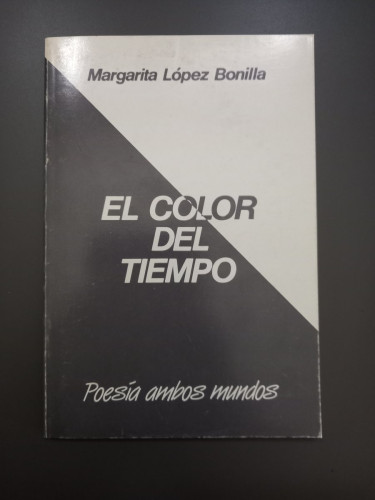 Margarita López Bonilla
EL COLOR
DEL
TIEMPO
Poesía ambos mundos